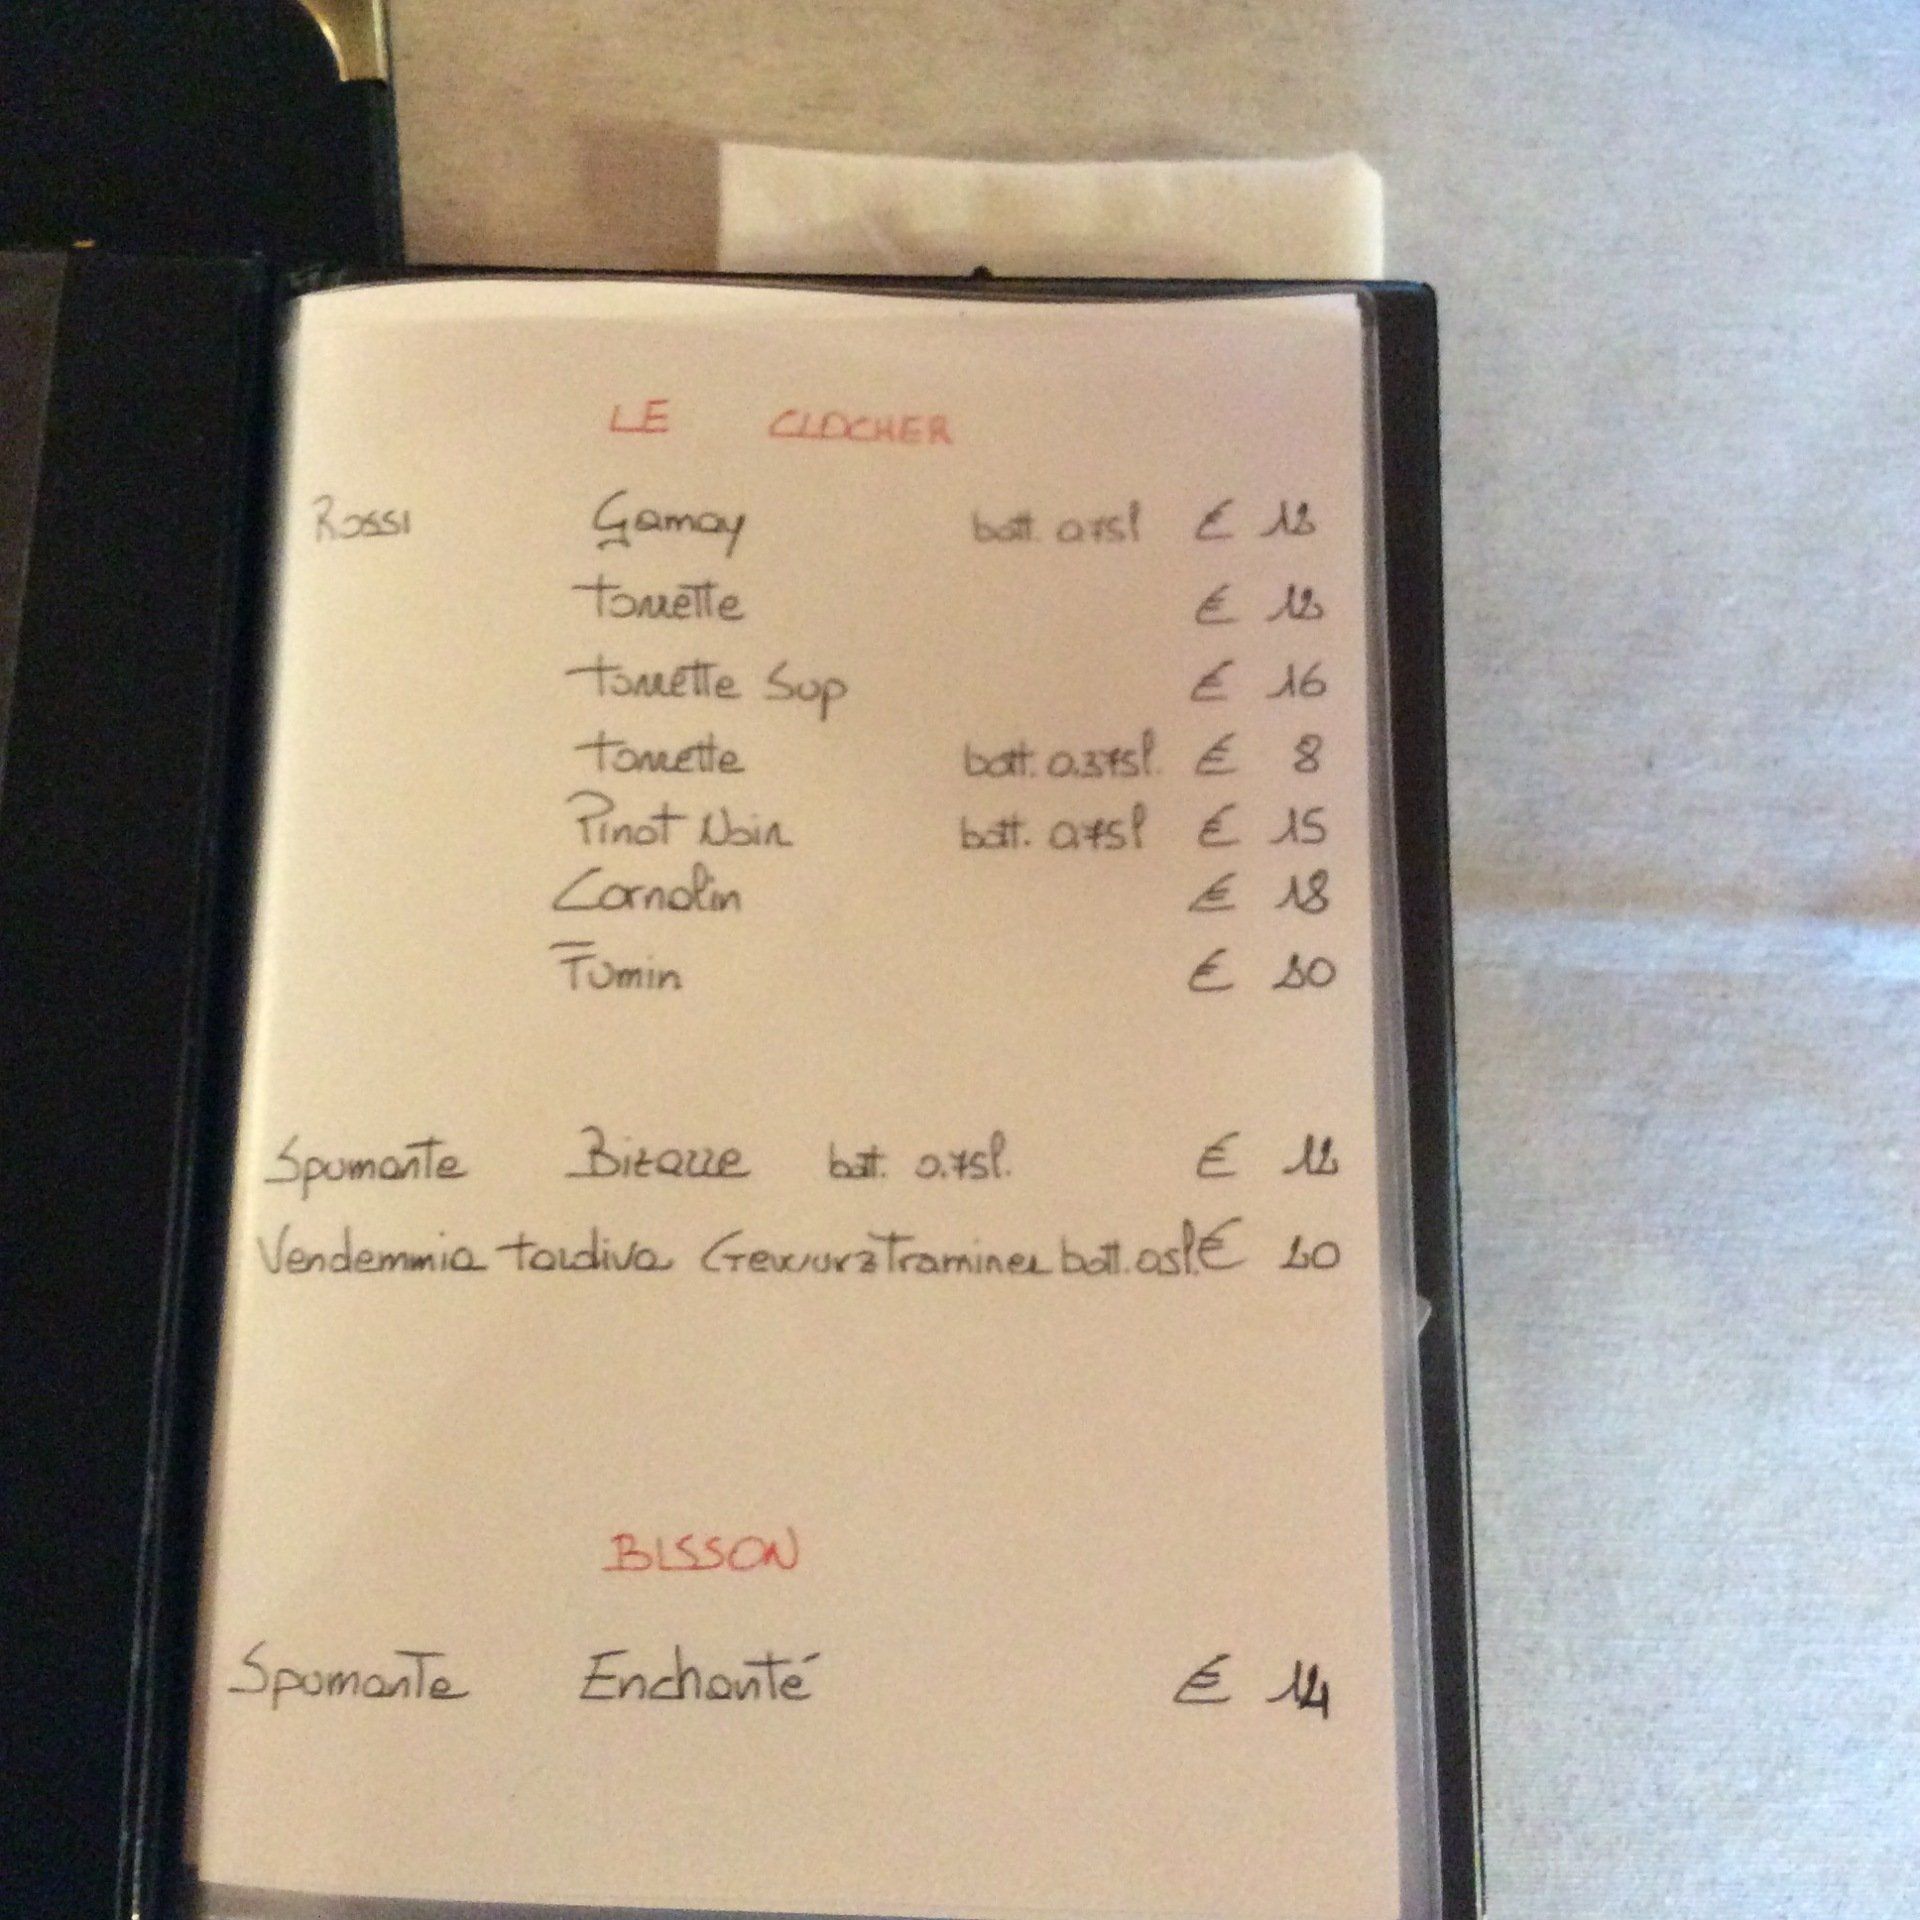 LE CLOCHER
Rossi Gamay bott. 0.75l € 12
Torrette € 12
Torrette Sup € 16
Torrette bott. 0.375l. € 8
Pinot Noir bott. 0.75l € 15
Cornalin € 18
Fumin € 20
Spumante Bizarre bott. 0.75l. € 12
Vendemmia tardiva Gewurztraminer bott. 0.5l. € 20
BISSON
Spumante Enchanté € 14